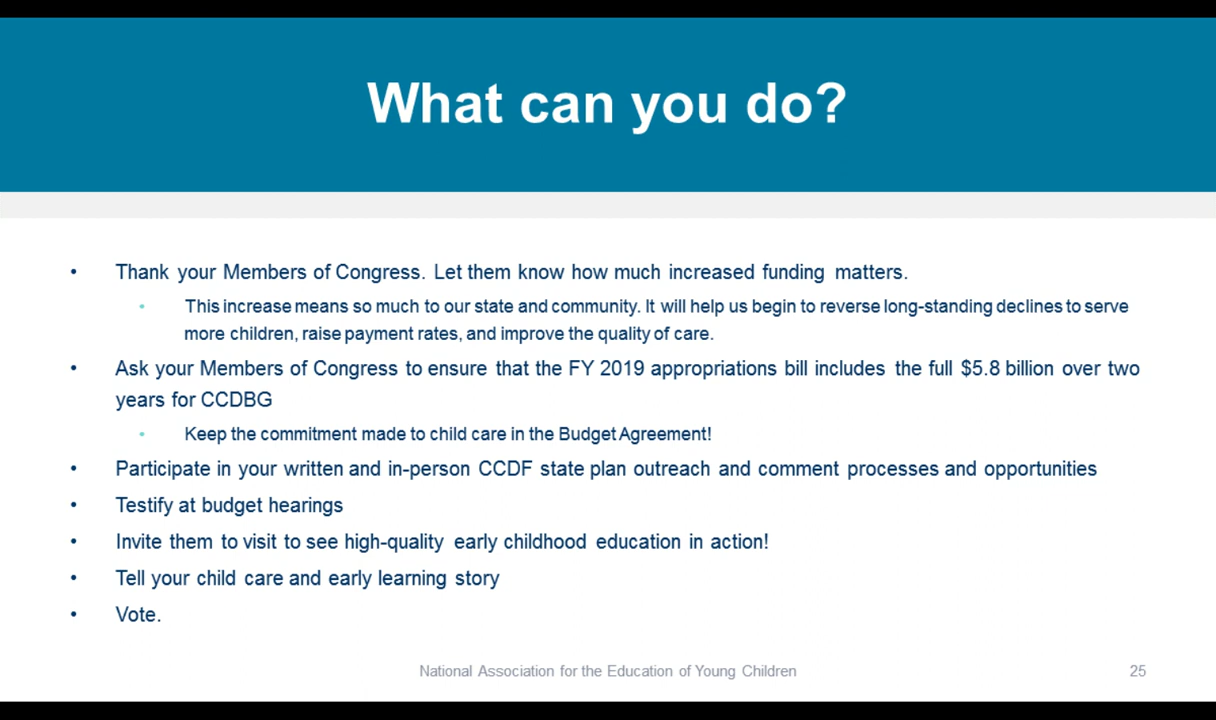 What can you do?
• Thank your Members of Congress. Let them know how much increased funding matters.
• This increase means so much to our state and community. It will help us begin to reverse long-standing declines to serve
more children, raise payment rates, and improve the quality of care.
• Ask your Members of Congress to ensure that the FY 2019 appropriations bill includes the full $5.8 billion over two
years for CCDBG
• Keep the commitment made to child care in the Budget Agreement!
• Participate in your written and in-person CCDF state plan outreach and comment processes and opportunities
• Testify at budget hearings
• Invite them to visit to see high-quality early childhood education in action!
• Tell your child care and early learning story
• Vote.
National Association for the Education of Young Children 25